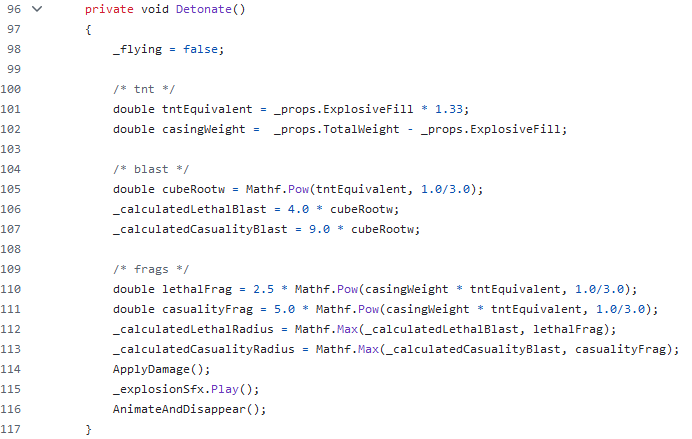 96 private void Detonate()
97 {
98 _flying = false;
99
100 /* tnt */
101 double tntEquivalent = _props.ExplosiveFill * 1.33;
102 double casingWeight =  _props.TotalWeight - _props.ExplosiveFill;
103
104 /* blast */
105 double cubeRootw = Mathf.Pow(tntEquivalent, 1.0/3.0);
106 _calculatedLethalBlast = 4.0 * cubeRootw;
107 _calculatedCasualityBlast = 9.0 * cubeRootw;
108
109 /* frags */
110 double lethalFrag = 2.5 * Mathf.Pow(casingWeight * tntEquivalent, 1.0/3.0);
111 double casualityFrag = 5.0 * Mathf.Pow(casingWeight * tntEquivalent, 1.0/3.0);
112 _calculatedLethalRadius = Mathf.Max(_calculatedLethalBlast, lethalFrag);
113 _calculatedCasualityRadius = Mathf.Max(_calculatedCasualityBlast, casualityFrag);
114 ApplyDamage();
115 _explosionSfx.Play();
116 AnimateAndDisappear();
117 }